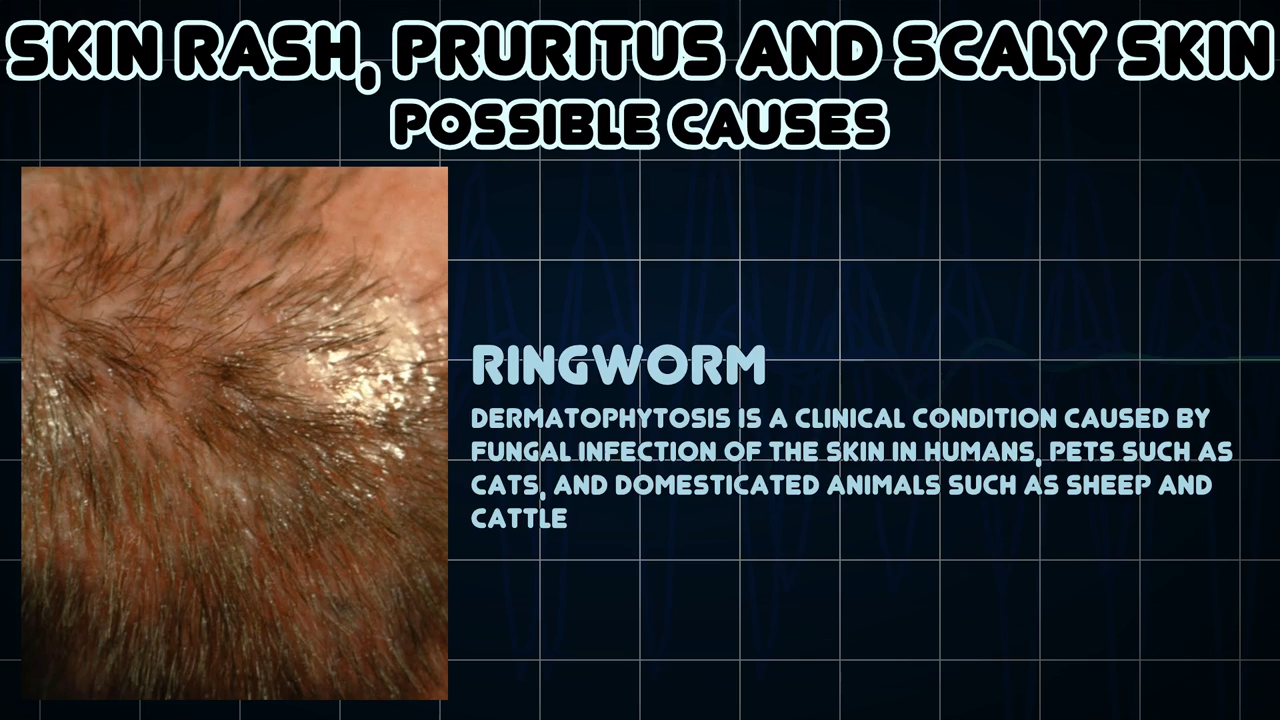 SKIN RASH, PRURITUS AND SCALY SKIN
POSSIBLE CAUSES
RINGWORM
DERMATOPHYTOSIS IS A CLINICAL CONDITION CAUSED BY
FUNGAL INFECTION OF THE SKIN IN HUMANS, PETS SUCH AS
CATS, AND DOMESTICATED ANIMALS SUCH AS SHEEP AND
CATTLE